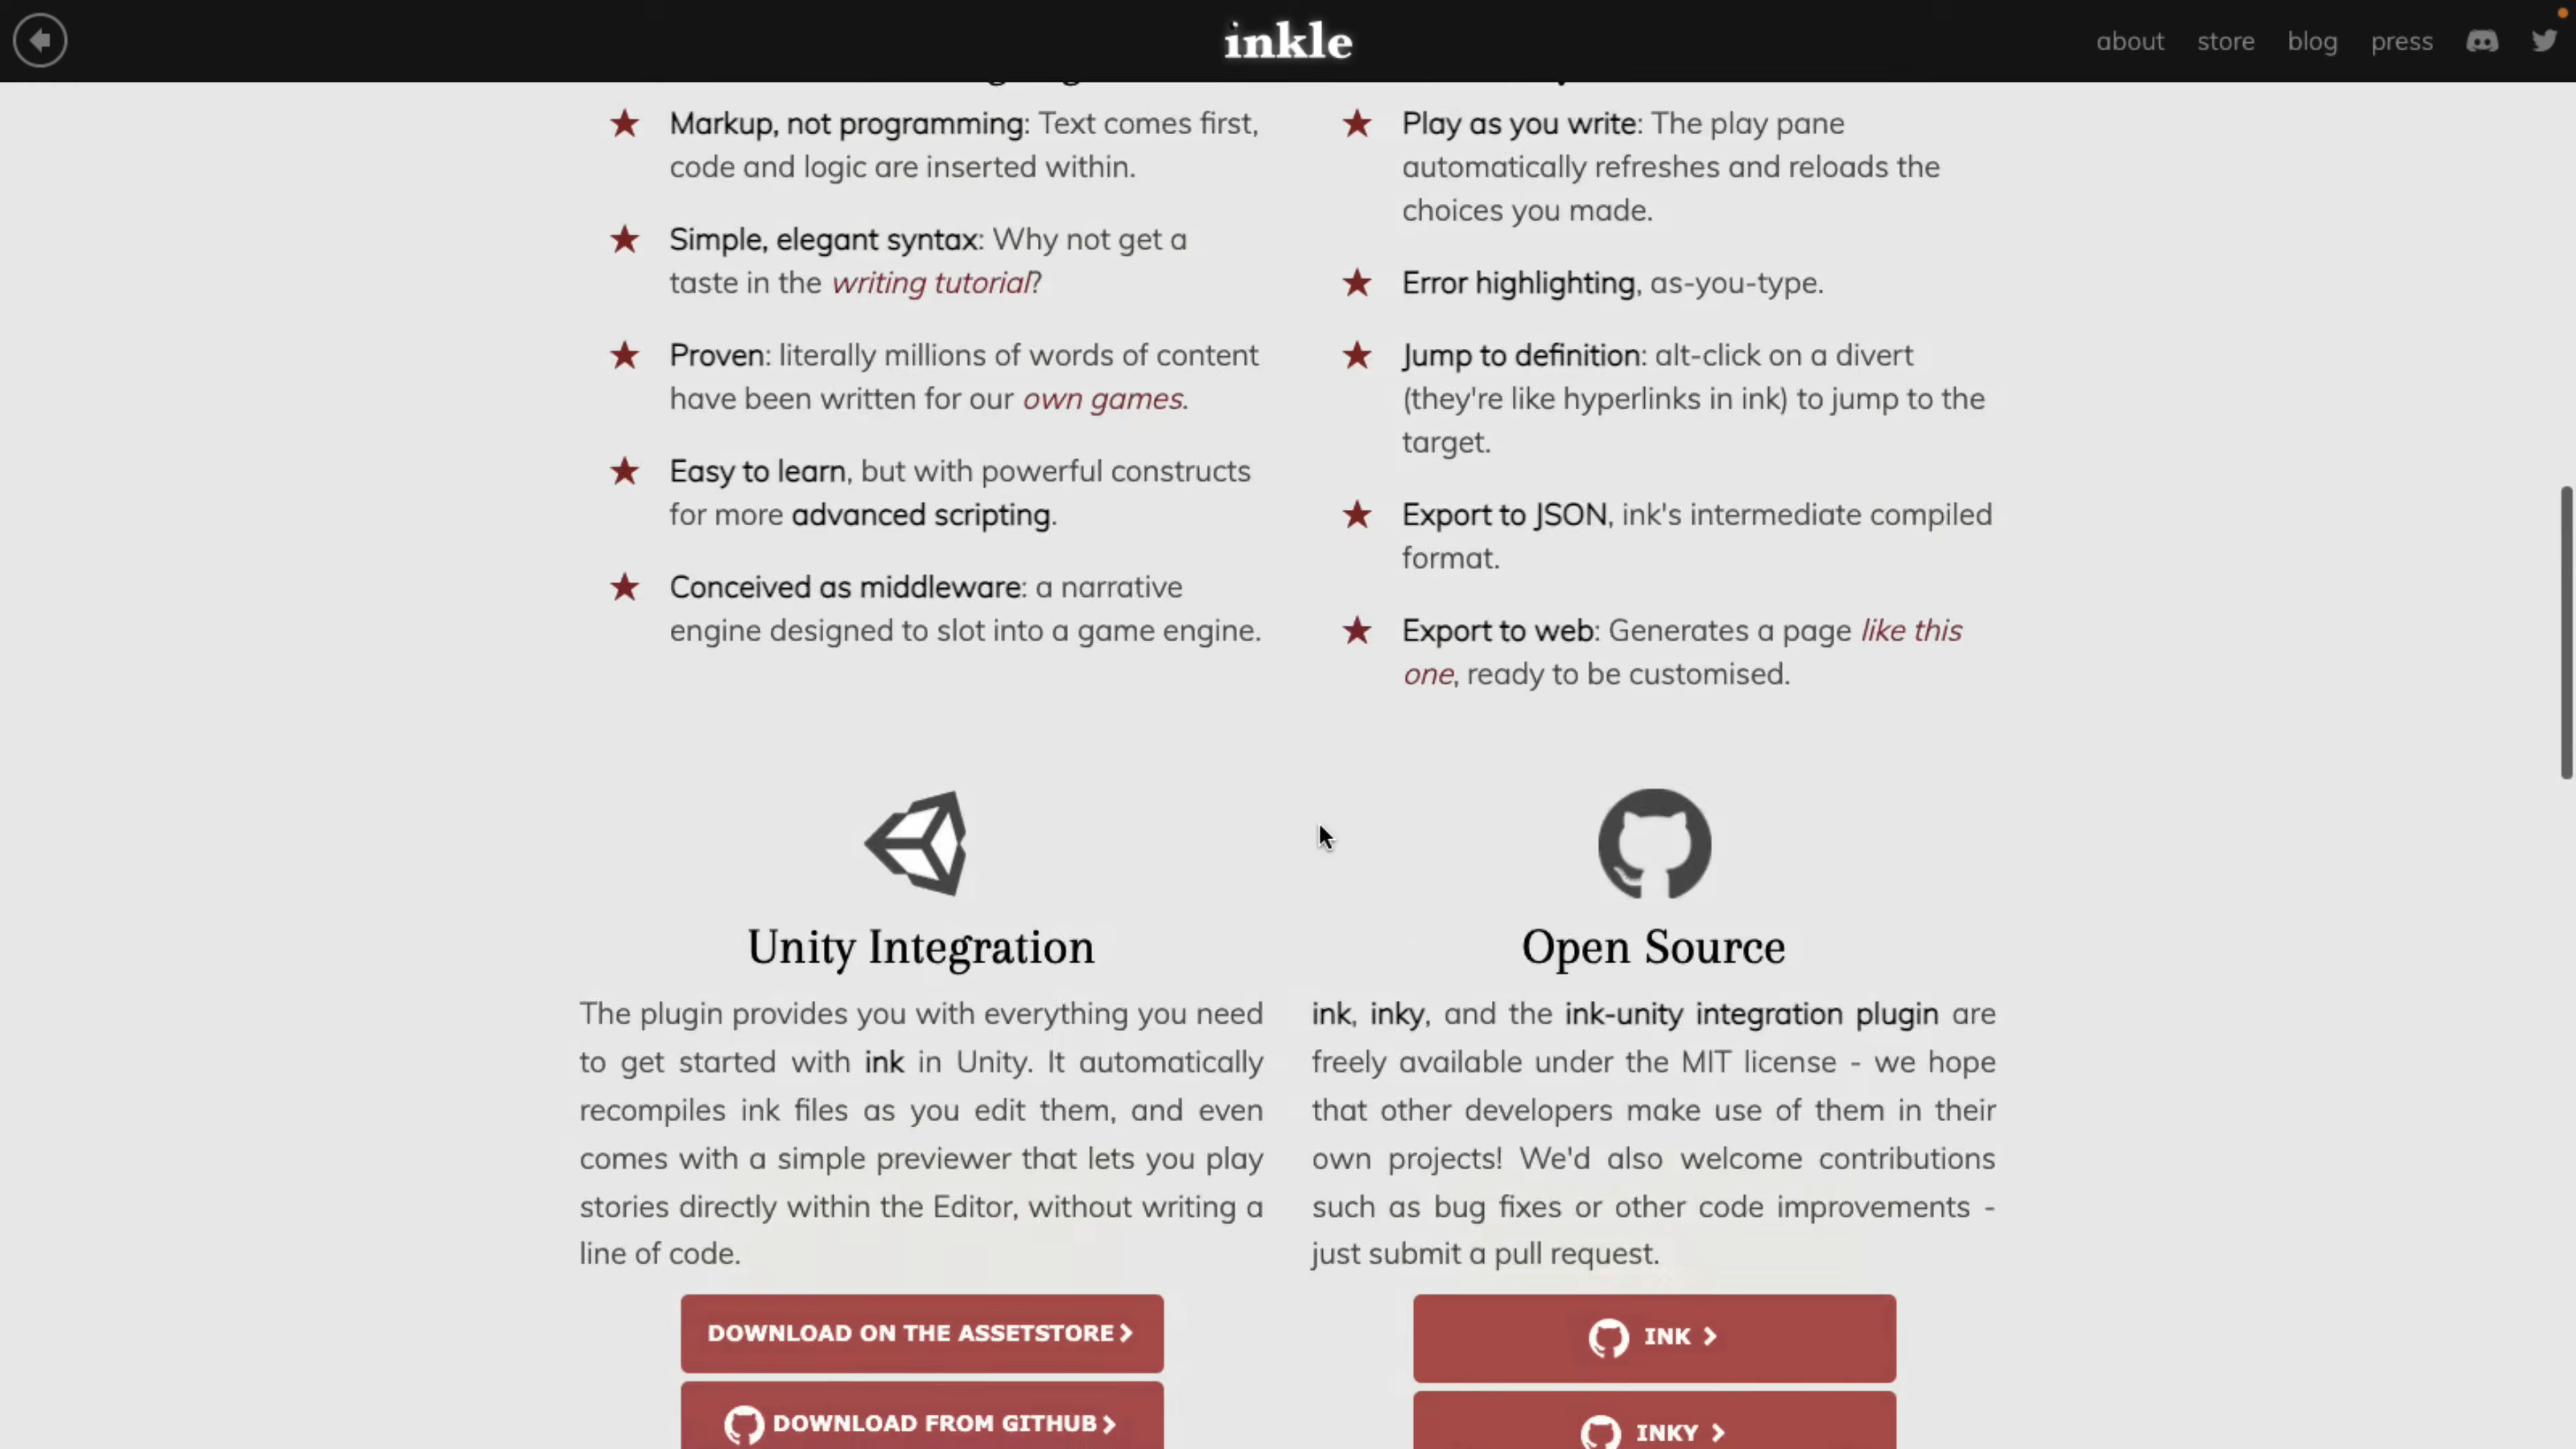 inkle
about store blog press
Markup, not programming: Text comes first,
code and logic are inserted within.
Simple, elegant syntax: Why not get a
taste in the writing tutorial?
Proven: literally millions of words of content
have been written for our own games.
Easy to learn, but with powerful constructs
for more advanced scripting.
Conceived as middleware: a narrative
engine designed to slot into a game engine.
Play as you write: The play pane
automatically refreshes and reloads the
choices you made.
Error highlighting, as-you-type.
Jump to definition: alt-click on a divert
(they're like hyperlinks in ink) to jump to the
target.
Export to JSON, ink's intermediate compiled
format.
Export to web: Generates a page like this
one, ready to be customised.
Unity Integration
The plugin provides you with everything you need
to get started with ink in Unity. It automatically
recompiles ink files as you edit them, and even
comes with a simple previewer that lets you play
stories directly within the Editor, without writing a
line of code.
DOWNLOAD ON THE ASSETSTORE
DOWNLOAD FROM GITHUB
Open Source
ink, inky, and the ink-unity integration plugin are
freely available under the MIT license - we hope
that other developers make use of them in their
own projects! We'd also welcome contributions
such as bug fixes or other code improvements -
just submit a pull request.
INK
INKY